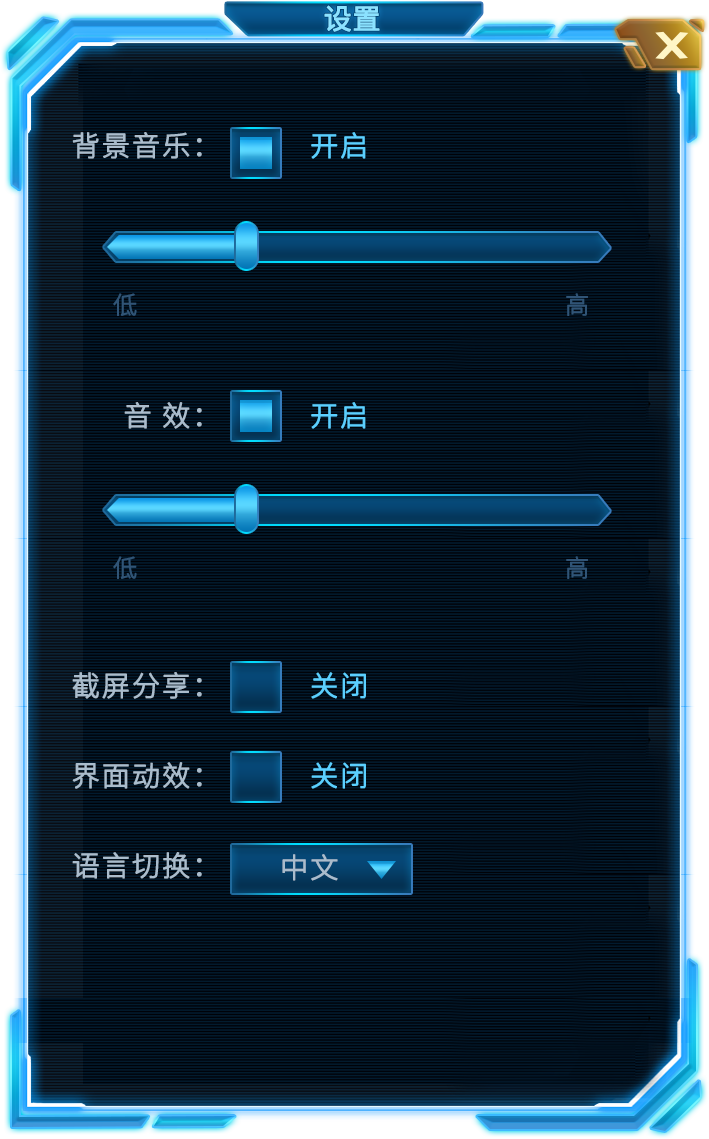 设置
X
背景音乐： 开启
低 高
音 效： 开启
低 高
截屏分享： 关闭
界面动效： 关闭
语言切换： 中文